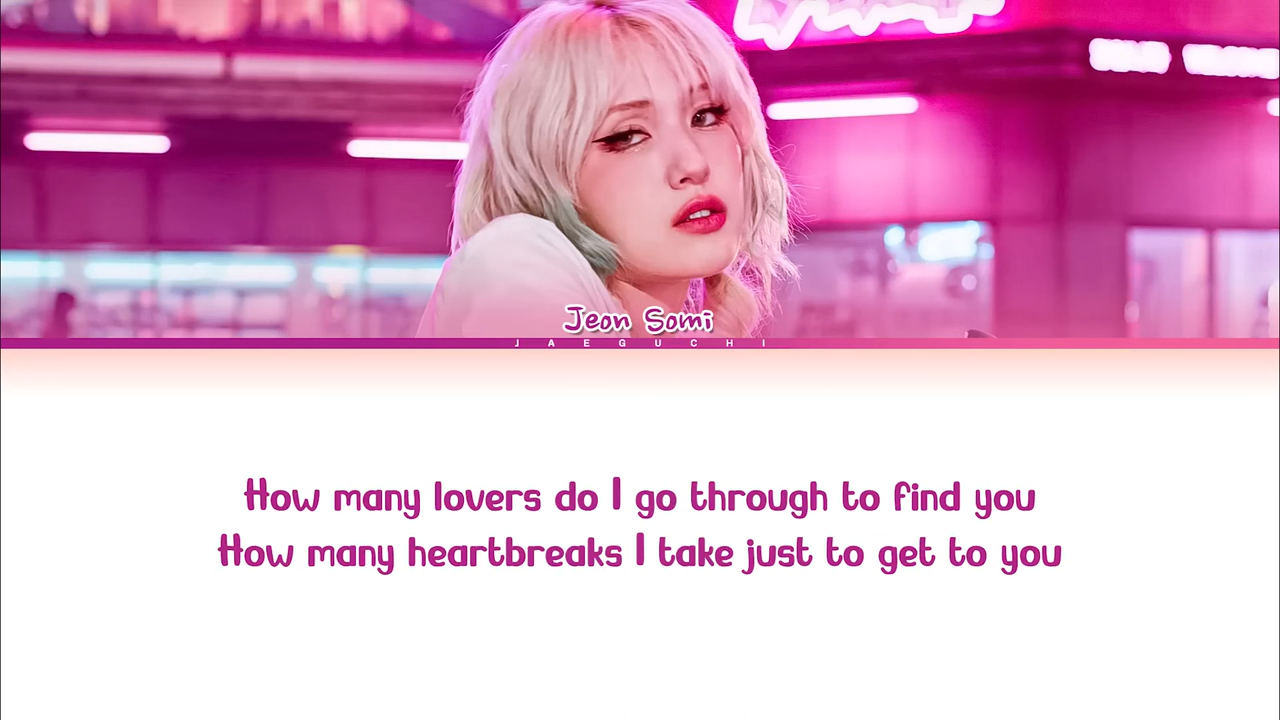 Jeon Somi
JAEGUCHI
How many lovers do I go through to find you
How many heartbreaks I take just to get to you